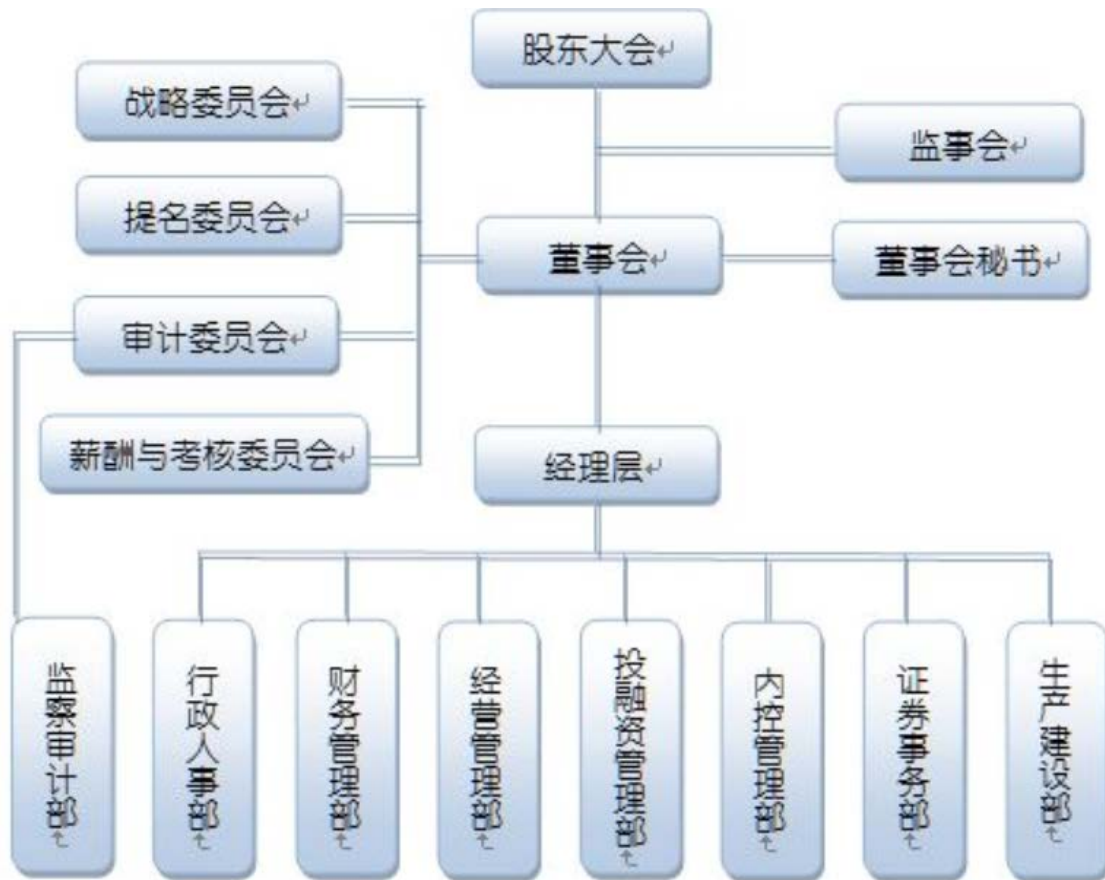 股东大会
战略委员会
监事会
提名委员会
董事会
董事会秘书
审计委员会
薪酬与考核委员会
经理层
监察审计部
行政人事部
财务管理部
经营管理部
投融资管理部
内控管理部
证券事务部
生产建设部